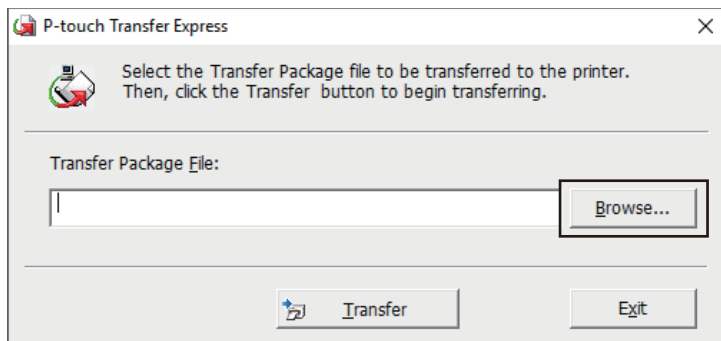 P-touch Transfer Express
Select the Transfer Package file to be transferred to the printer.
Then, click the Transfer button to begin transferring.
Transfer Package File:
Browse...
Transfer
Exit